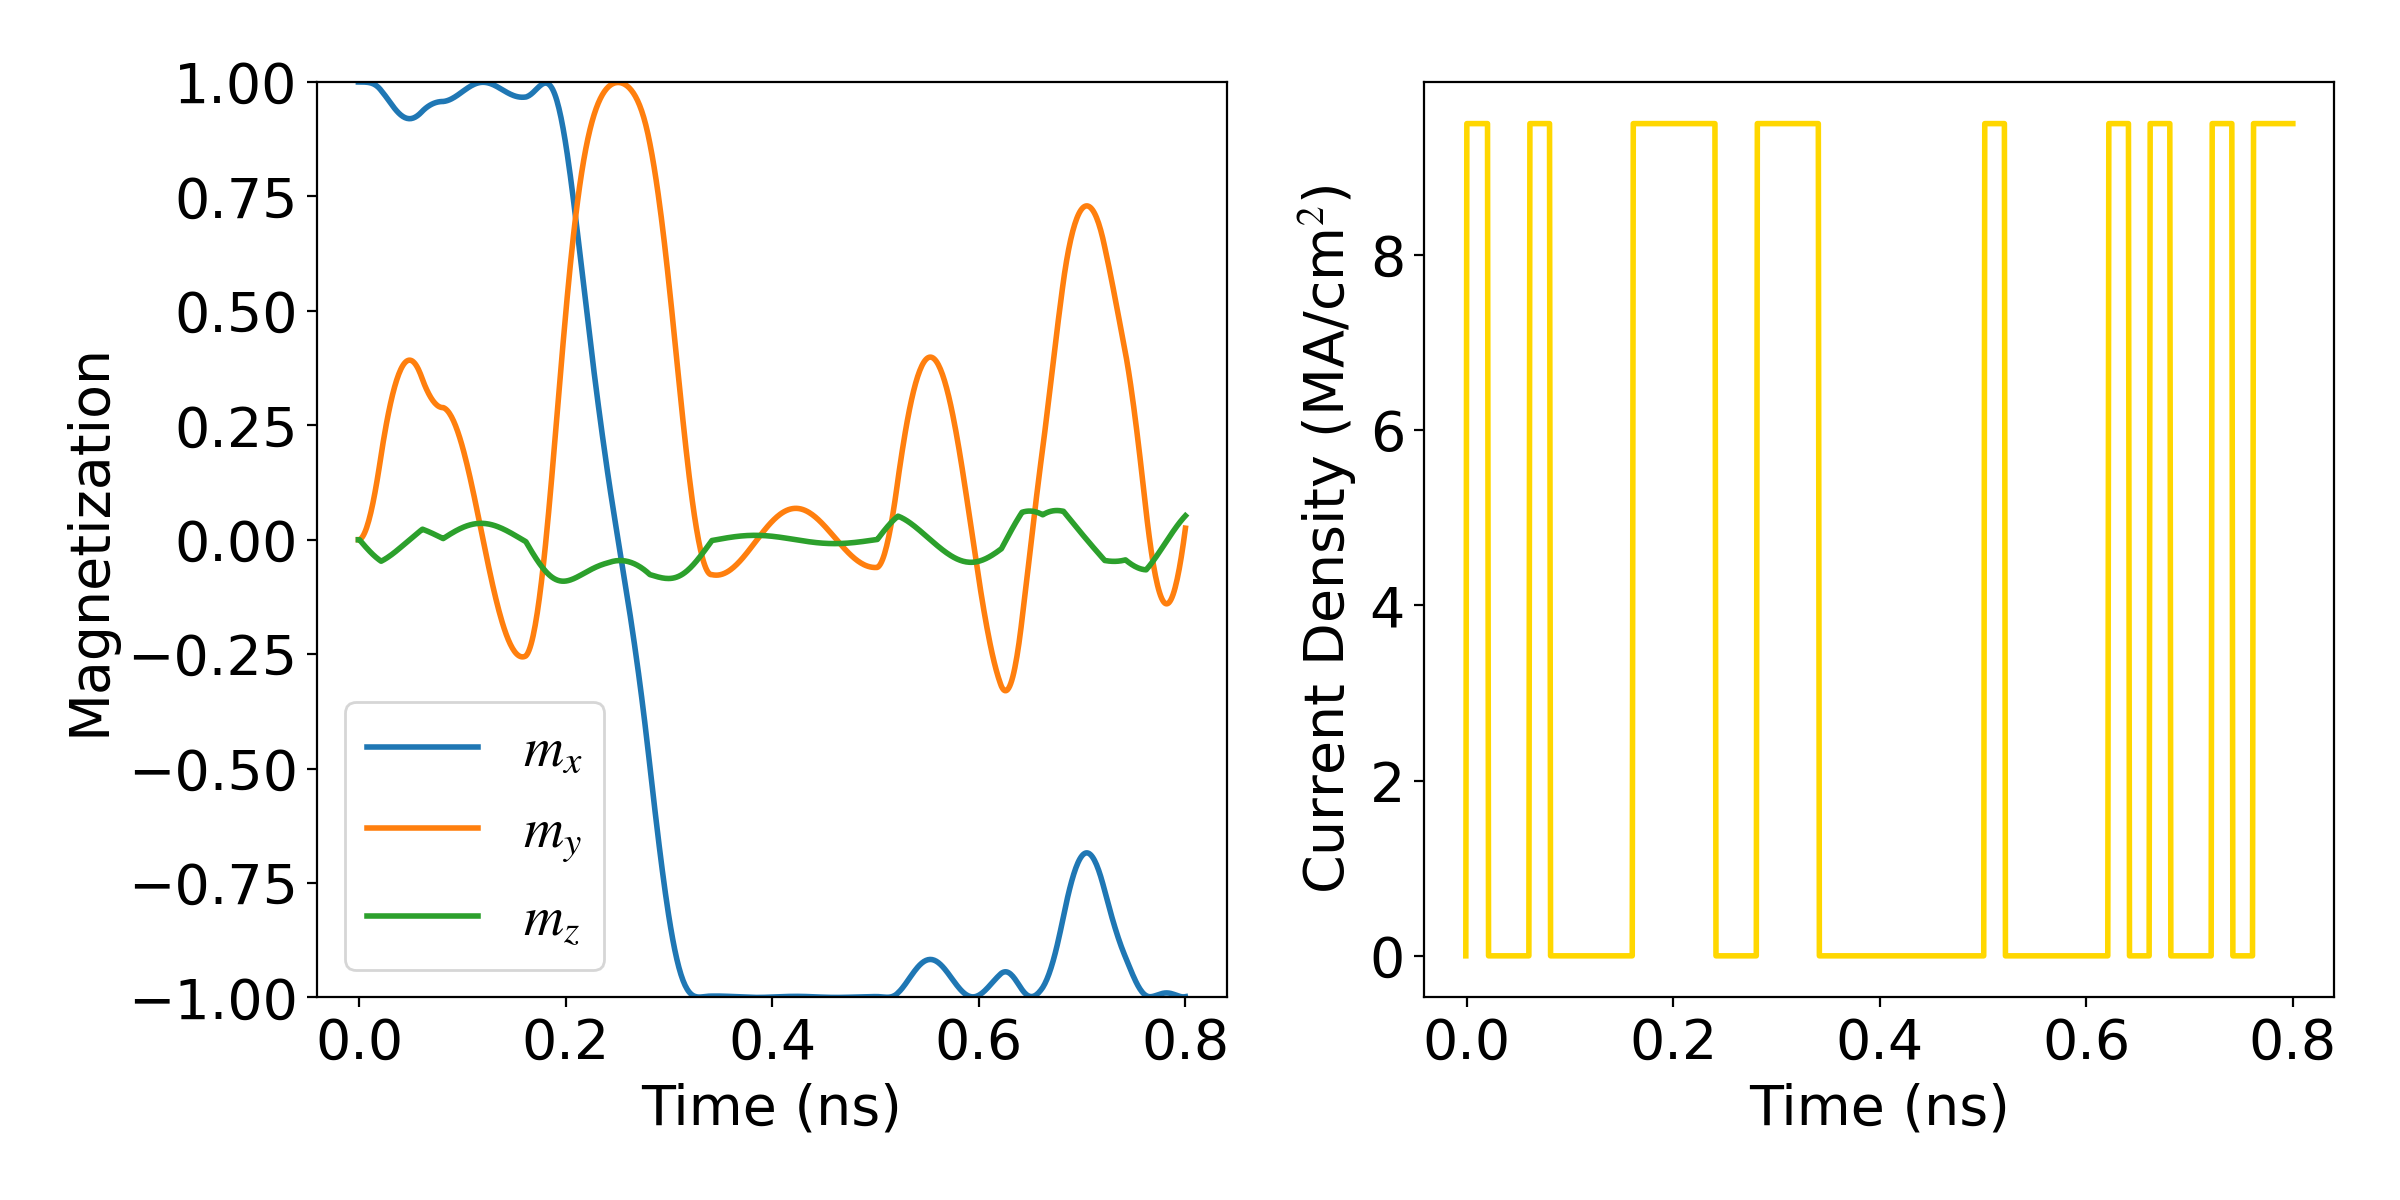 1.00
0.75
0.50
0.25
0.00
−0.25
−0.50
−0.75
−1.00
Magnetization
m_x
m_y
m_z
0.0 0.2 0.4 0.6 0.8
Time (ns)
8
6
4
2
0
Current Density (MA/cm²)
0.0 0.2 0.4 0.6 0.8
Time (ns)